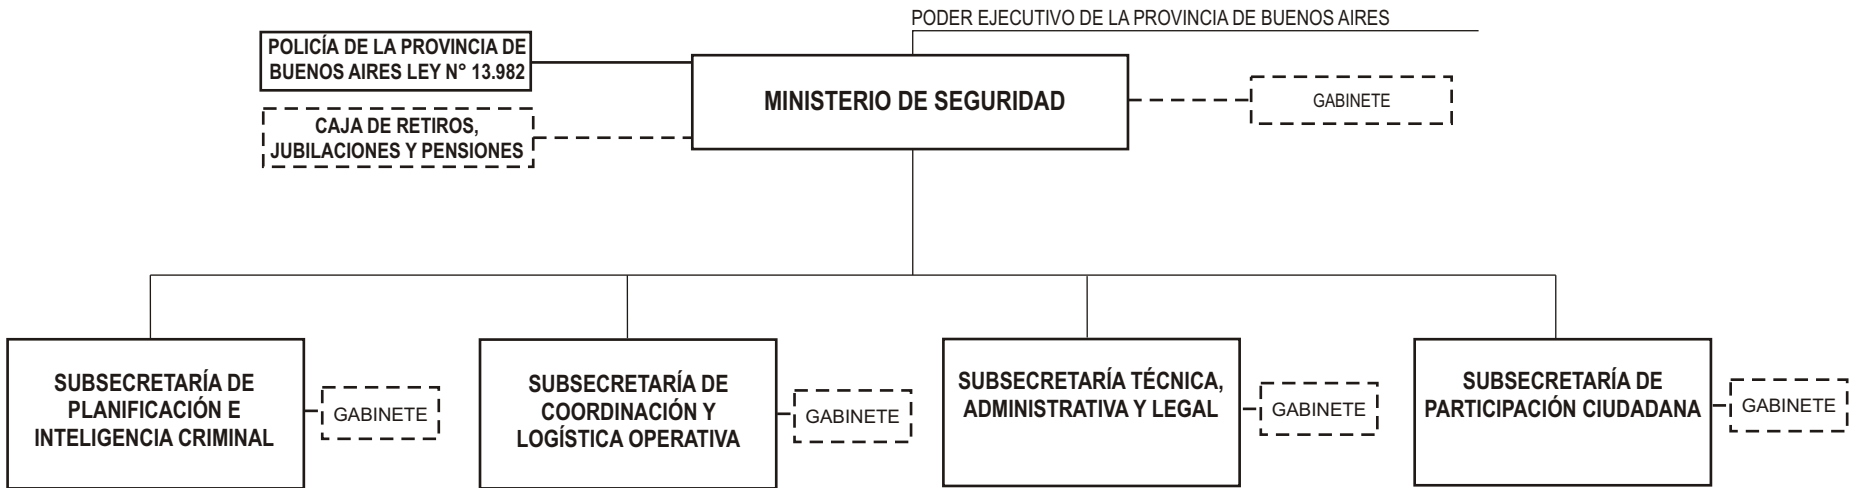 PODER EJECUTIVO DE LA PROVINCIA DE BUENOS AIRES
POLICÍA DE LA PROVINCIA DE
BUENOS AIRES LEY N° 13.982
MINISTERIO DE SEGURIDAD
GABINETE
CAJA DE RETIROS,
JUBILACIONES Y PENSIONES
SUBSECRETARÍA DE
PLANIFICACIÓN E
INTELIGENCIA CRIMINAL
GABINETE
SUBSECRETARÍA DE
COORDINACIÓN Y
LOGÍSTICA OPERATIVA
GABINETE
SUBSECRETARÍA TÉCNICA,
ADMINISTRATIVA Y LEGAL
GABINETE
SUBSECRETARÍA DE
PARTICIPACIÓN CIUDADANA
GABINETE